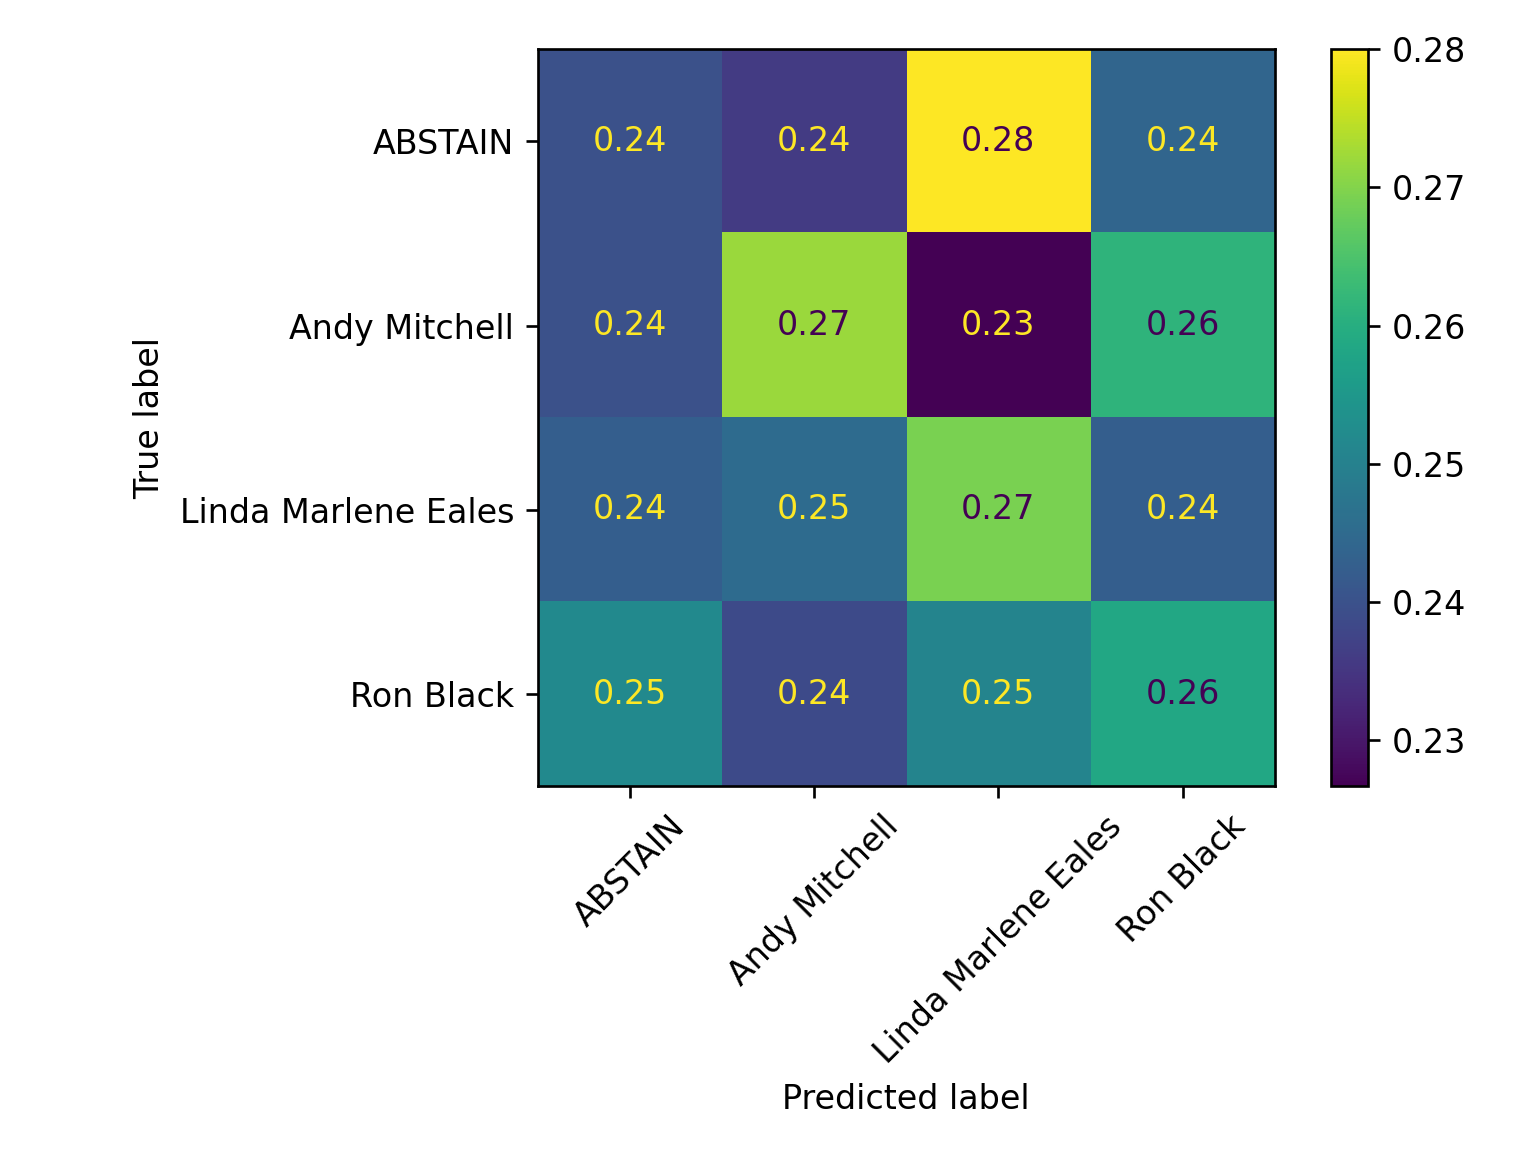 True label
ABSTAIN 0.24 0.24 0.28 0.24
Andy Mitchell 0.24 0.27 0.23 0.26
Linda Marlene Eales 0.24 0.25 0.27 0.24
Ron Black 0.25 0.24 0.25 0.26
ABSTAIN
Andy Mitchell
Linda Marlene Eales
Ron Black
Predicted label
0.28
0.27
0.26
0.25
0.24
0.23